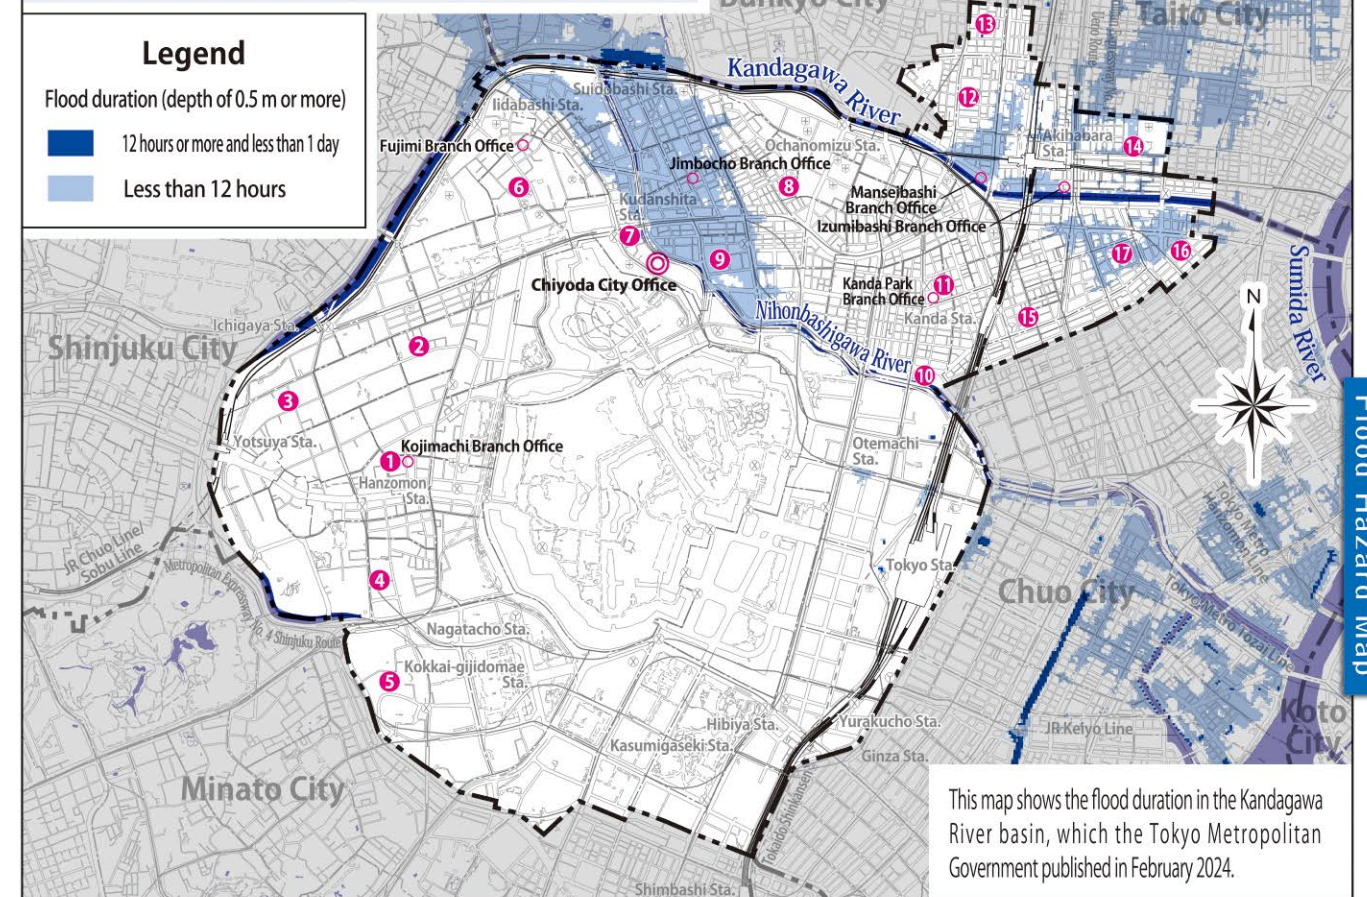 Bunkyo City
Taito City
Legend
Flood duration (depth of 0.5 m or more)
12 hours or more and less than 1 day
Less than 12 hours
13
Kandagawa River
Suidobashi Sta.
Iidabashi Sta.
12
Akihabara
Sta.
14
Fujimi Branch Office
Ochanomizu Sta.
Jimbocho Branch Office
6
8
Manseibashi
Branch Office
Izumibashi Branch Office
Kudanshita
Sta.
7
9
17
16
Chiyoda City Office
Kanda Park
Branch Office
11
Kanda Sta.
15
Sumida River
N
Nihonbashigawa River
10
Ichigaya Sta.
Shinjuku City
2
3
Yotsuya Sta.
Kojimachi Branch Office
1
Hanzomon
Sta.
Otemachi
Sta.
Flood Hazard Map
Tokyo Metro
Hanzomon Line
JR Chuo Line/
Sobu Line
Metropolitan Expressway No. 4 Shinjuku Route
4
Tokyo Sta.
Chuo City
Tokyo Metro Tozai Line
Nagatacho Sta.
Kokkai-gijidomae
Sta.
5
Hibiya Sta.
Yurakucho Sta.
JR Keiyo Line
Koto
City
Kasumigaseki Sta.
Ginza Sta.
Minato City
Tokaido Shinkansen
Shimbashi Sta.
This map shows the flood duration in the Kandagawa
River basin, which the Tokyo Metropolitan
Government published in February 2024.